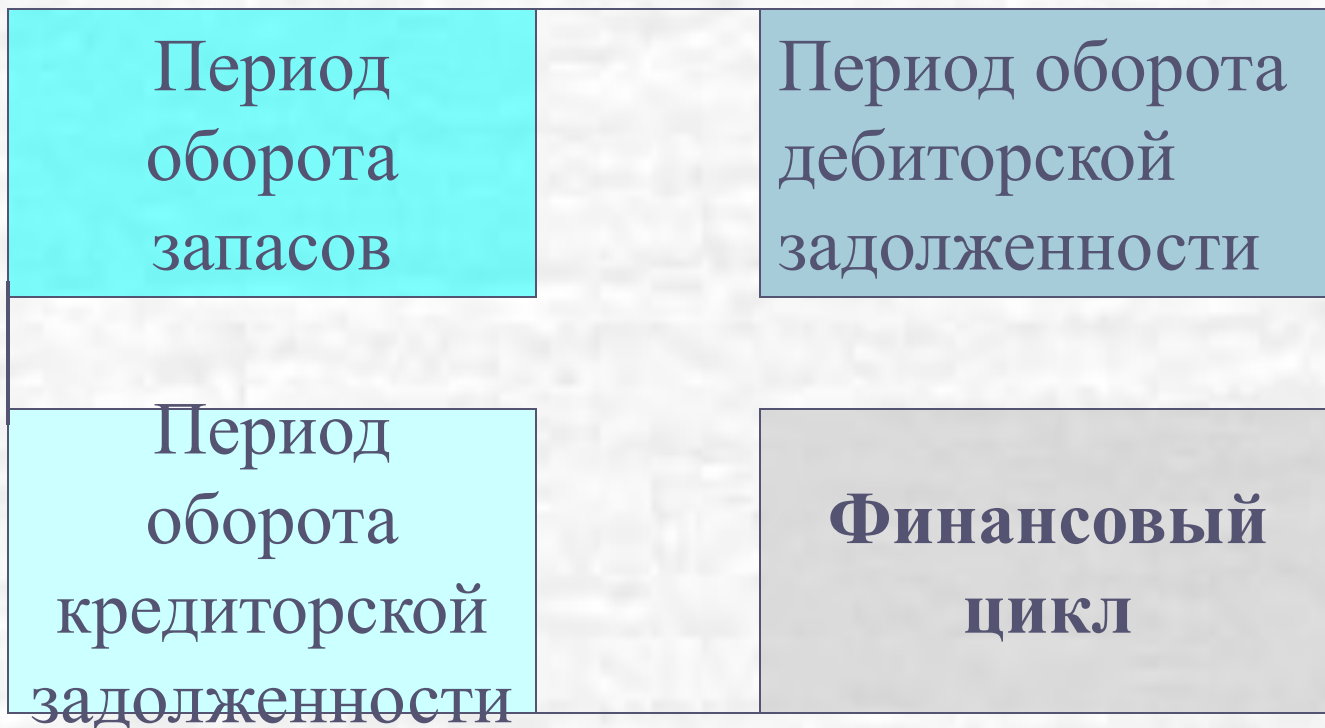 Период
оборота
запасов
Период оборота
дебиторской
задолженности
Период
оборота
кредиторской
задолженности
Финансовый
цикл